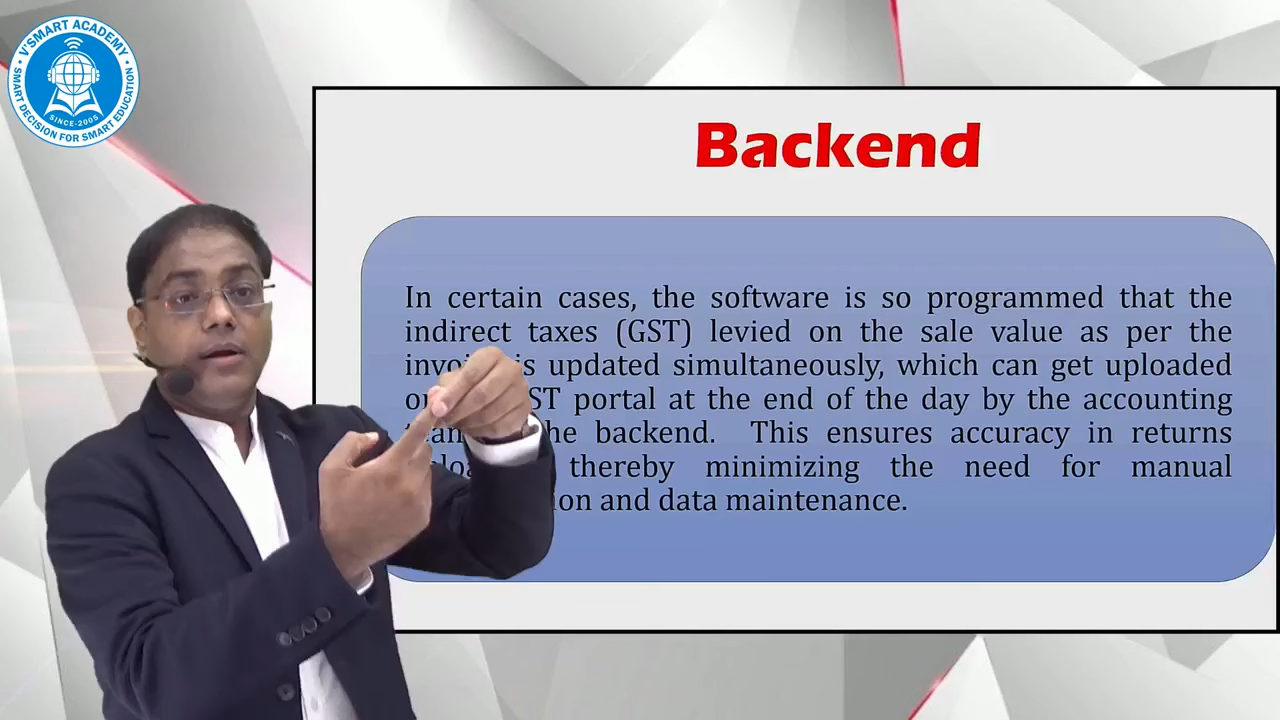 V'SMART ACADEMY
SMART DECISION FOR SMART EDUCATION
SINCE-2005
Backend
In certain cases, the software is so programmed that the
indirect taxes (GST) levied on the sale value as per the
is updated simultaneously, which can get uploaded
portal at the end of the day by the accounting
backend. This ensures accuracy in returns
thereby minimizing the need for manual
and data maintenance.